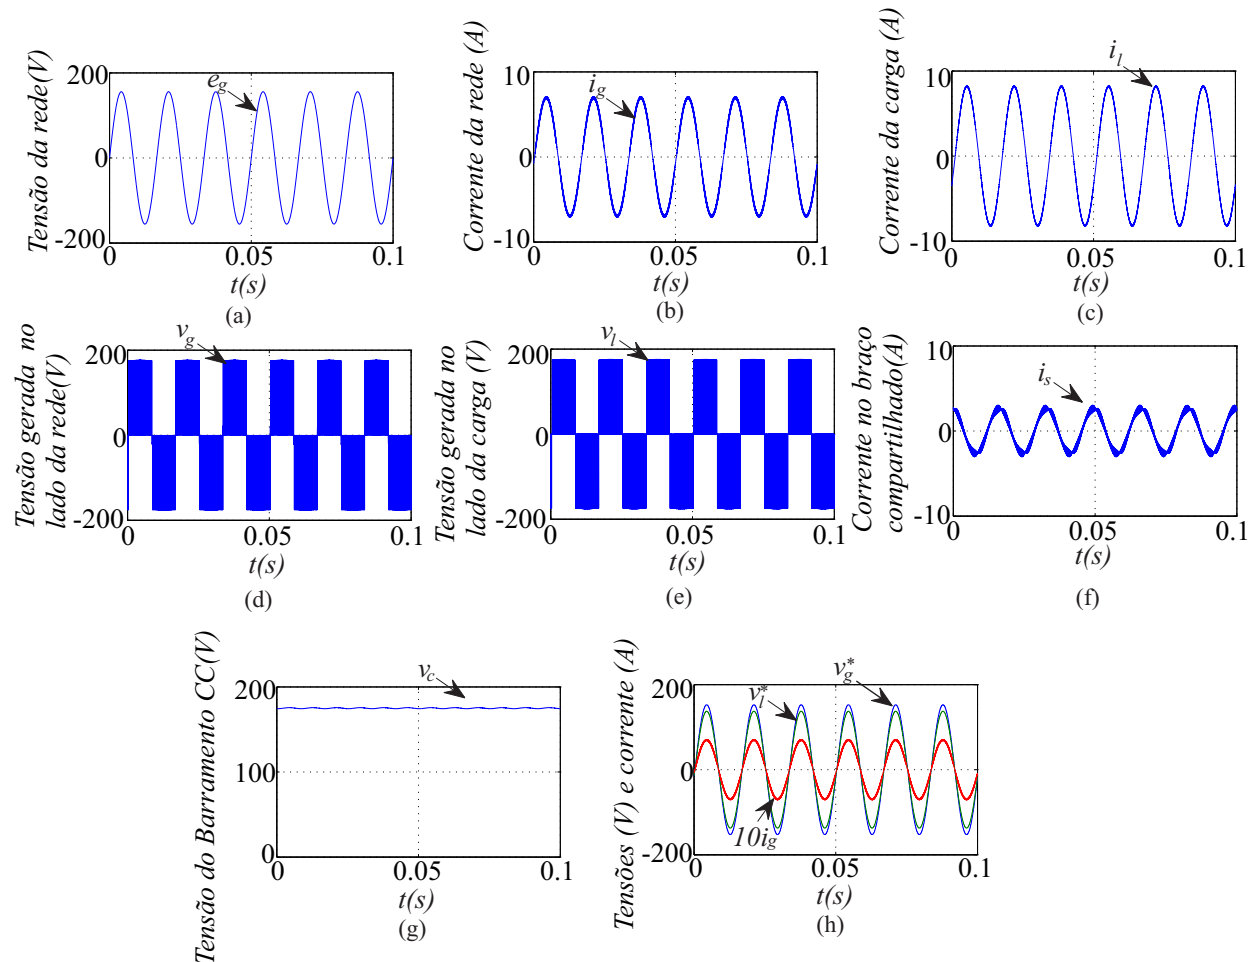 Tensão da rede(V)
200
0
-200
e_g
0
0.05
0.1
t(s)
(a)
Corrente da rede (A)
10
0
-10
i_g
0
0.05
0.1
t(s)
(b)
Corrente da carga (A)
10
0
-10
i_l
0
0.05
0.1
t(s)
(c)
Tensão gerada no
lado da rede(V)
200
0
-200
v_g
0
0.05
0.1
t(s)
(d)
Tensão gerada no
lado da carga (V)
200
0
-200
v_l
0
0.05
0.1
t(s)
(e)
Corrente no braço
compartilhado(A)
10
0
-10
i_s
0
0.05
0.1
t(s)
(f)
Tensão do Barramento CC(V)
200
100
0
v_c
0
0.05
0.1
t(s)
(g)
Tensões (V) e corrente (A)
200
0
-200
v_l^*
v_g^*
10i_g
0
0.05
0.1
t(s)
(h)